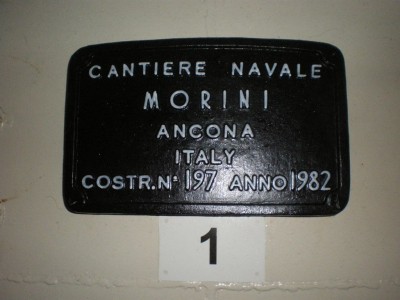 CANTIERE NAVALE
MORINI
ANCONA
ITALY
COSTR. Nº 197 ANNO 1982
1